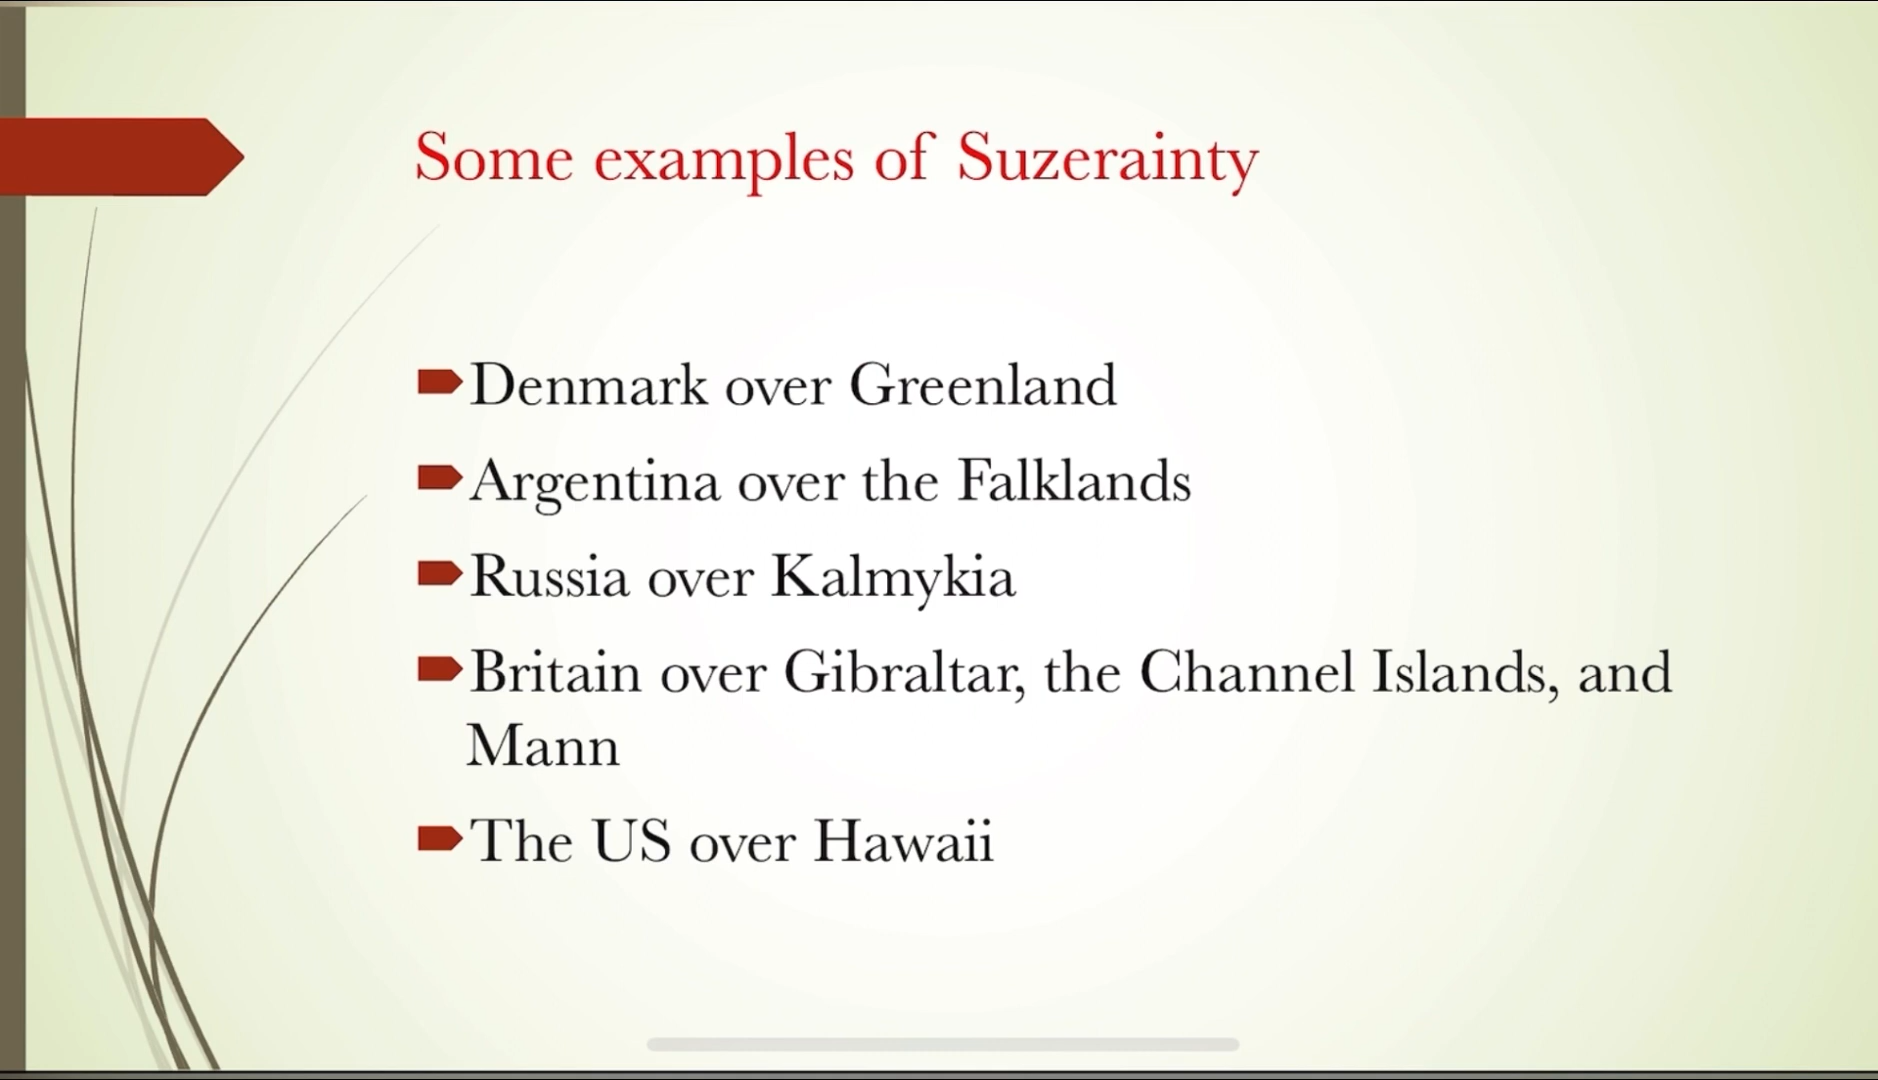 Some examples of Suzerainty
Denmark over Greenland
Argentina over the Falklands
Russia over Kalmykia
Britain over Gibraltar, the Channel Islands, and
Mann
The US over Hawaii